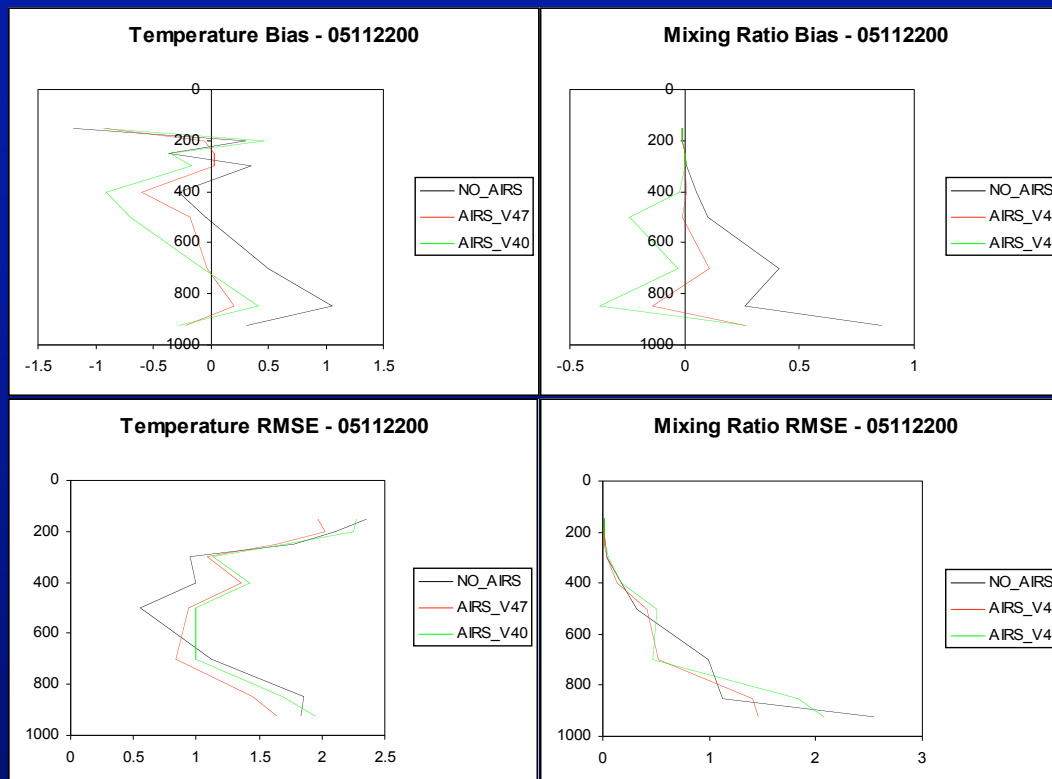 Temperature Bias - 05112200
0
200
400
600
800
1000
-1.5 -1 -0.5 0 0.5 1 1.5
NO_AIRS
AIRS_V47
AIRS_V40
Mixing Ratio Bias - 05112200
0
200
400
600
800
1000
-0.5 0 0.5 1
NO_AIRS
AIRS_V4
AIRS_V4
Temperature RMSE - 05112200
0
200
400
600
800
1000
0 0.5 1 1.5 2 2.5
NO_AIRS
AIRS_V47
AIRS_V40
Mixing Ratio RMSE - 05112200
0
200
400
600
800
1000
0 1 2 3
NO_AIRS
AIRS_V4
AIRS_V4